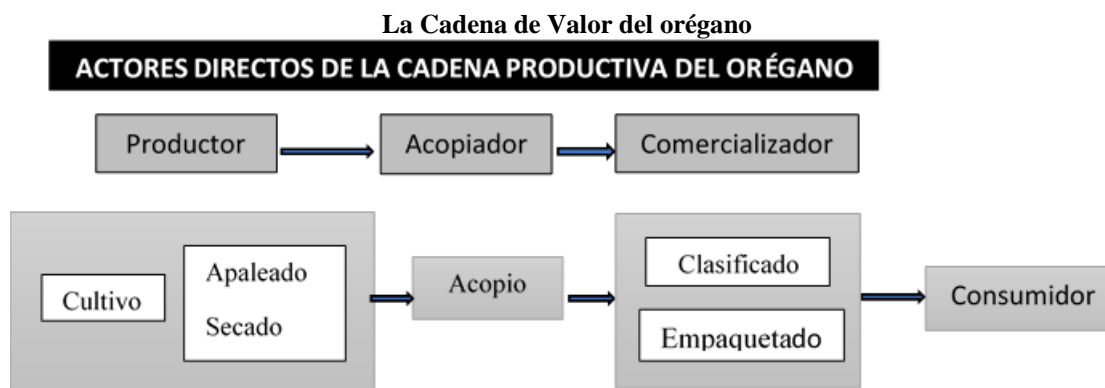 La Cadena de Valor del orégano
ACTORES DIRECTOS DE LA CADENA PRODUCTIVA DEL ORÉGANO
Productor
Acopiador
Comercializador
Cultivo
Apaleado
Secado
Acopio
Clasificado
Empaquetado
Consumidor